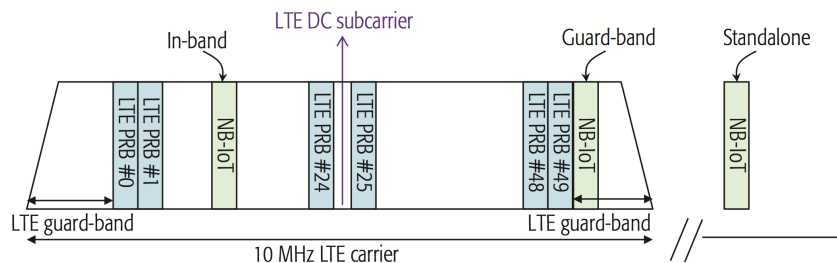 LTE DC subcarrier
In-band
Guard-band
Standalone
LTE PRB #0
LTE PRB #1
NB-IoT
LTE PRB #24
LTE PRB #25
LTE PRB #48
LTE PRB #49
NB-IoT
NB-IoT
LTE guard-band
LTE guard-band
10 MHz LTE carrier